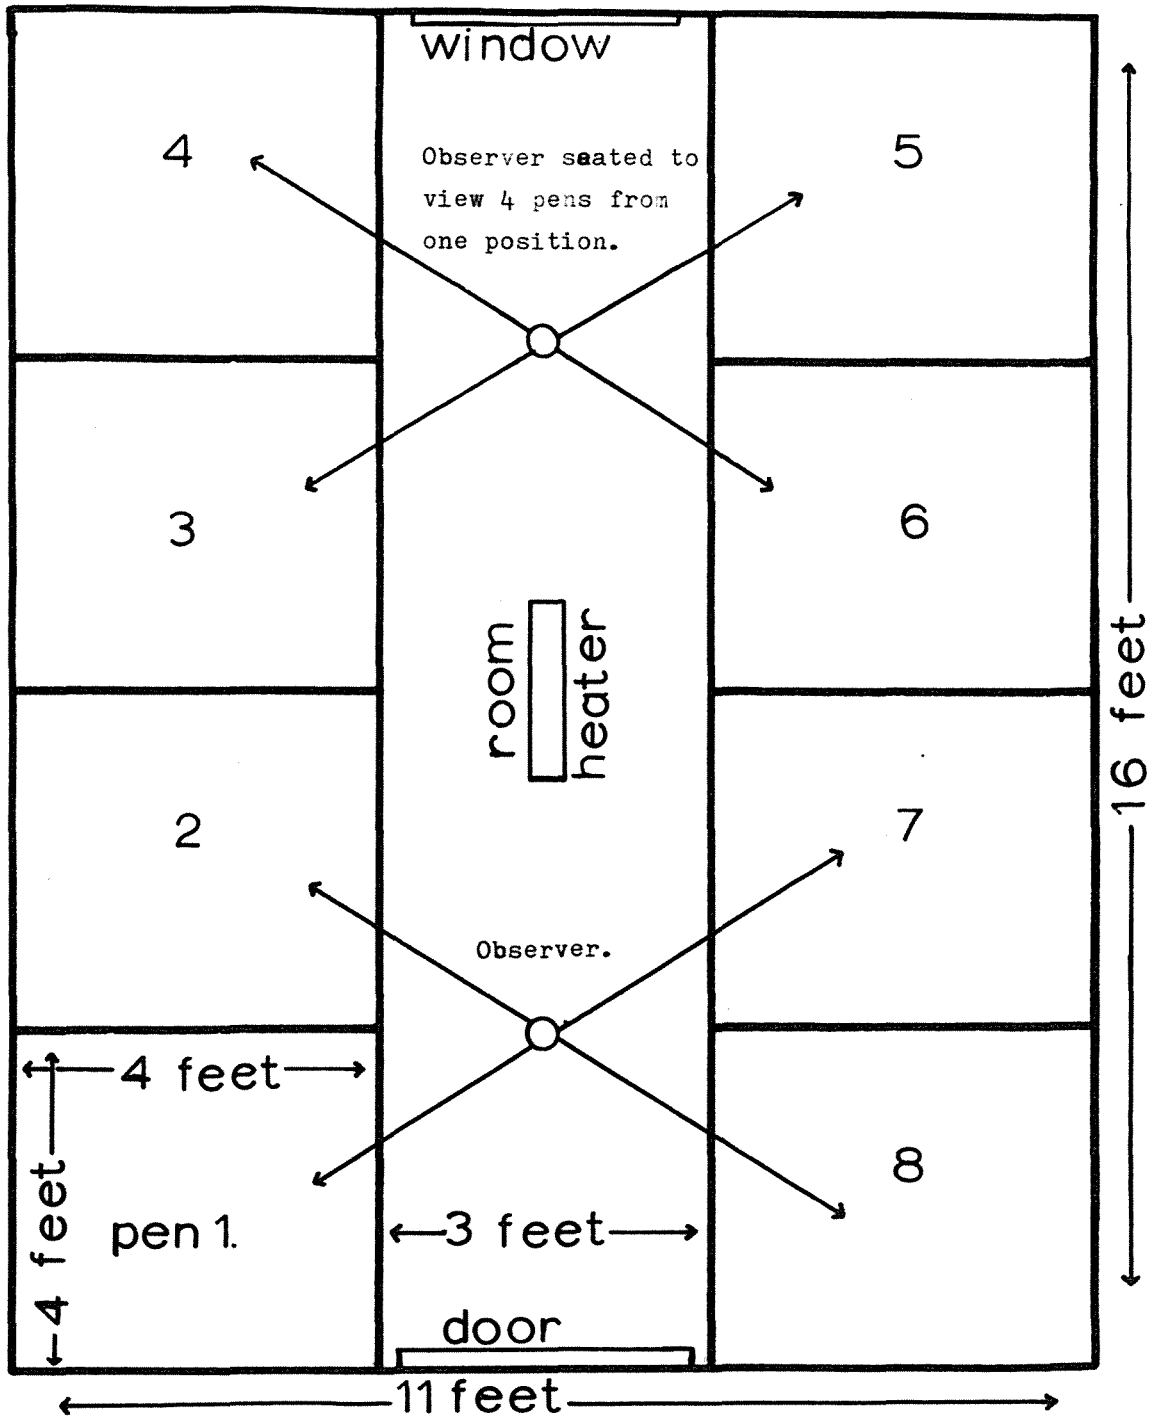 window
4
Observer seated to
view 4 pens from
one position.
5
3
6
room
heater
16 feet
2
7
Observer.
4 feet
4 feet
pen 1.
3 feet
8
door
11 feet